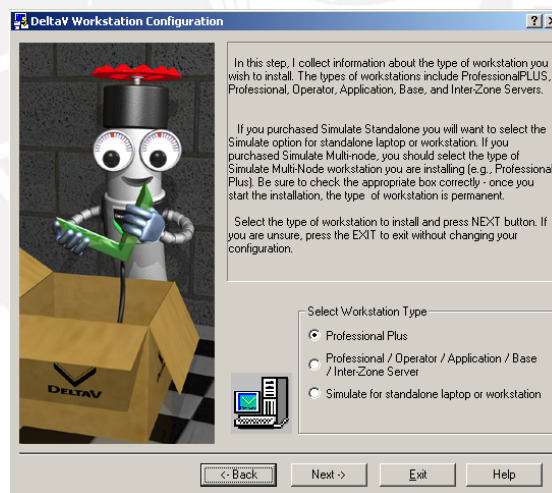 DeltaV Workstation Configuration
In this step, I collect information about the type of workstation you
wish to install. The types of workstations include ProfessionalPLUS,
Professional, Operator, Application, Base, and Inter-Zone Servers.
If you purchased Simulate Standalone you will want to select the
Simulate option for standalone laptop or workstation. If you
purchased Simulate Multi-node, you should select the type of
Simulate Multi-Node workstation you are installing (e.g., Professional
Plus). Be sure to check the appropriate box correctly - once you
start the installation, the type of workstation is permanent.
Select the type of workstation to install and press NEXT button. If
you are unsure, press the EXIT to exit without changing your
configuration.
Select Workstation Type
Professional Plus
Professional / Operator / Application / Base
/ Inter-Zone Server
Simulate for standalone laptop or workstation
DELTAV
<- Back
Next ->
Exit
Help